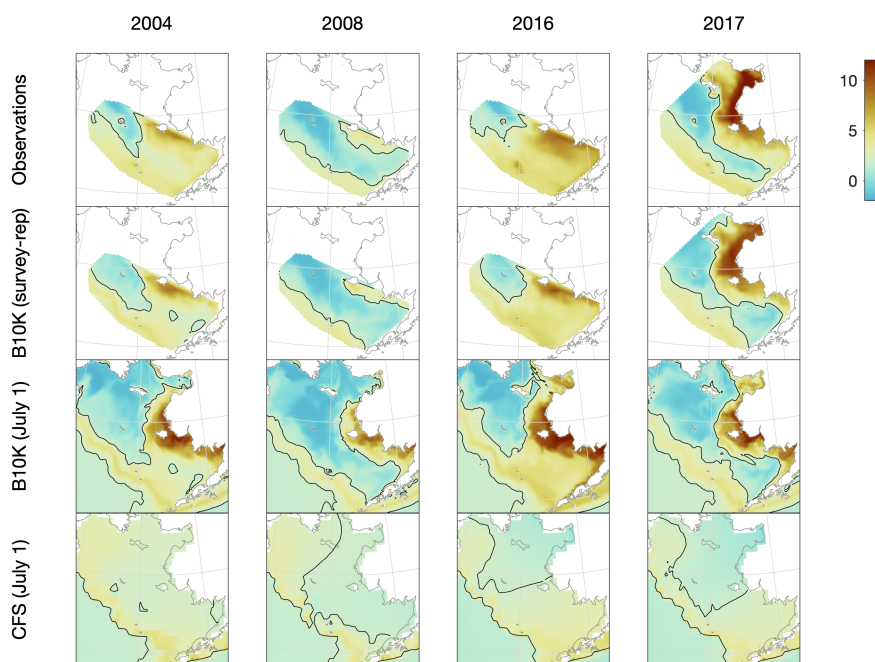 2004 2008 2016 2017
Observations
10
5
0
B10K (survey-rep)
B10K (July 1)
CFS (July 1)